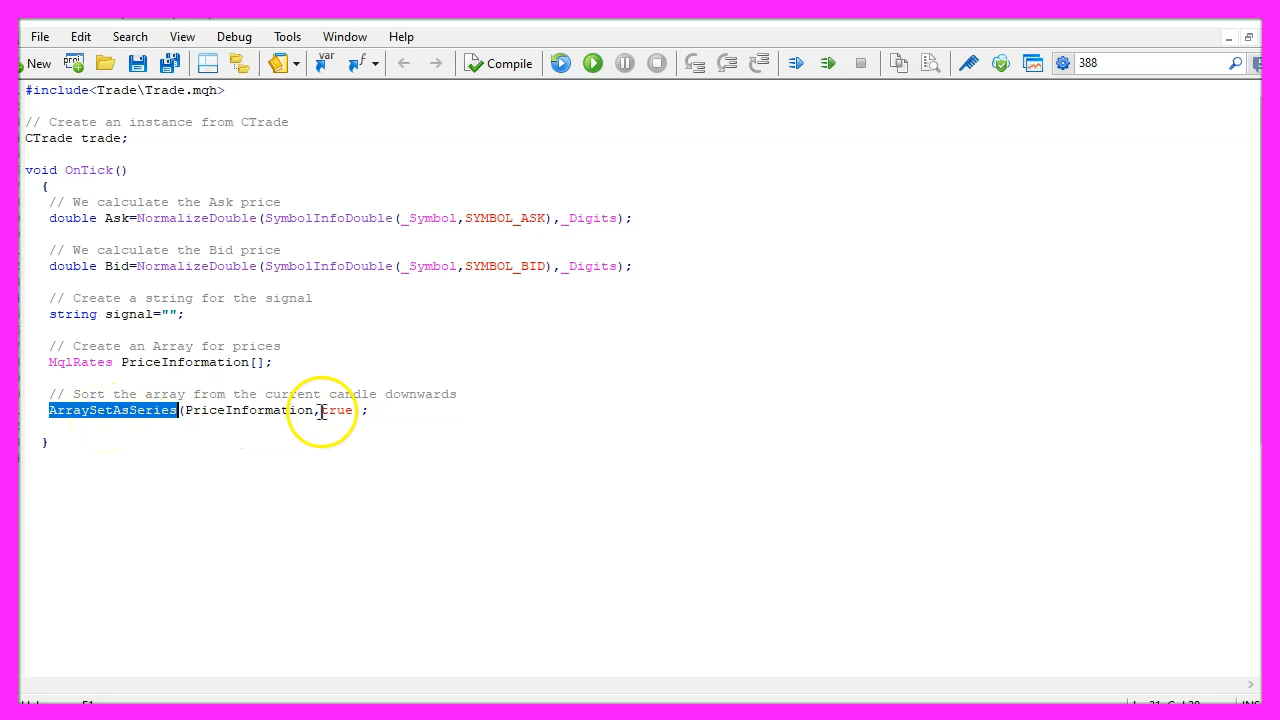 File Edit Search View Debug Tools Window Help
New Compile 388
#include<Trade\Trade.mqh>
// Create an instance from CTrade
CTrade trade;
void OnTick()
{
// We calculate the Ask price
double Ask=NormalizeDouble(SymbolInfoDouble(_Symbol,SYMBOL_ASK),_Digits);
// We calculate the Bid price
double Bid=NormalizeDouble(SymbolInfoDouble(_Symbol,SYMBOL_BID),_Digits);
// Create a string for the signal
string signal="";
// Create an Array for prices
MqlRates PriceInformation[];
// Sort the array from the current candle downwards
ArraySetAsSeries(PriceInformation,true ;
}